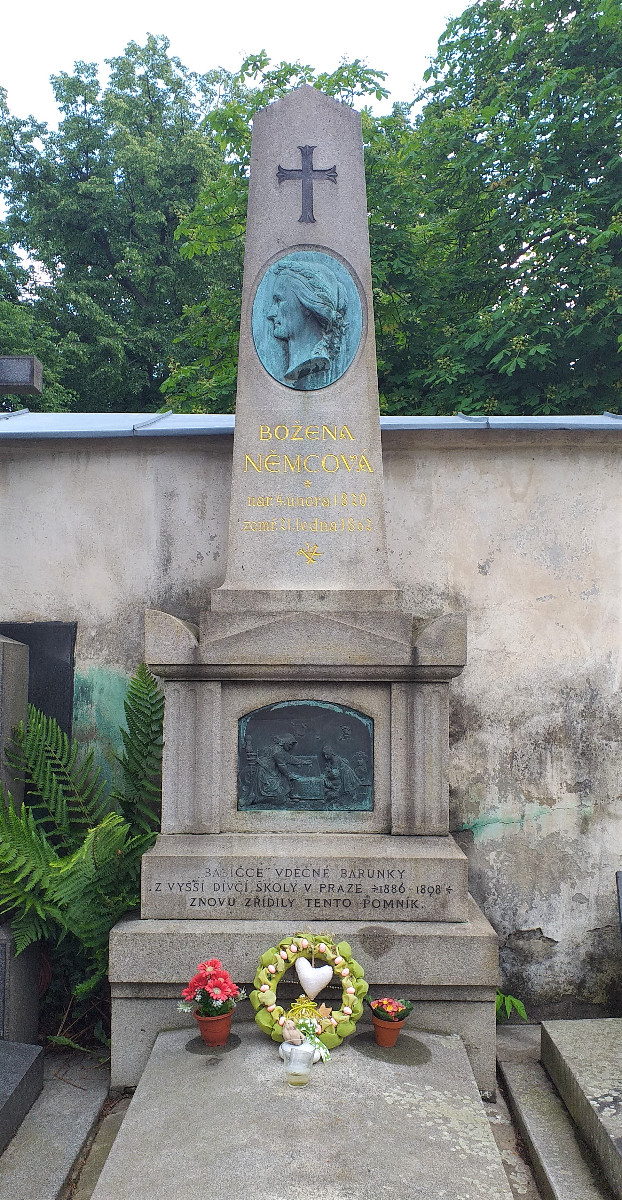 BOŽENA
NĚMCOVÁ
*
nar. 4. února 1820
zemř. 21. ledna 1862
BABIČCE VDĚČNÉ BARUNKY
Z VYŠŠÍ DÍVČÍ ŠKOLY V PRAZE ÷1886-1898÷
ZNOVU ZŘÍDILY TENTO POMNÍK.